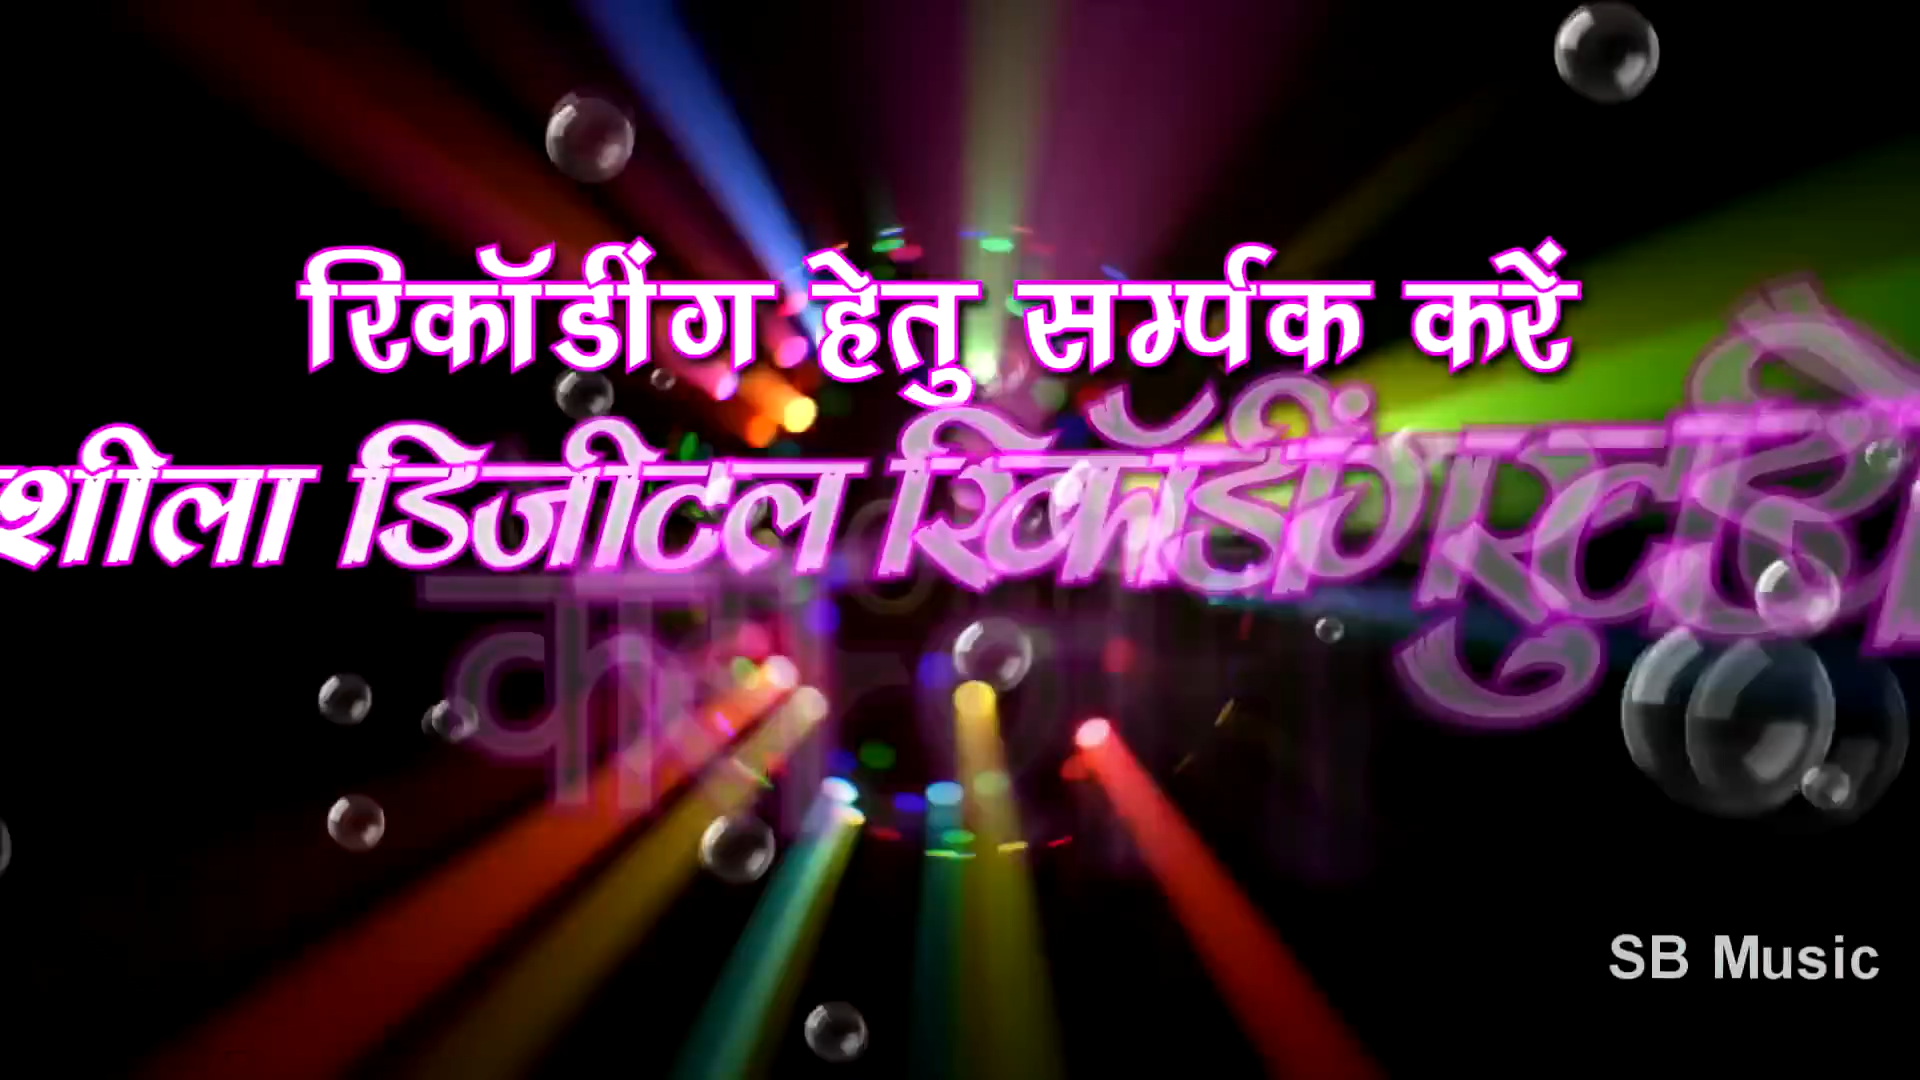 रिकॉर्डींग हेतु सर्म्पक करें
शीला डिजीटल रिकॉर्डींग स्टुडियो
SB Music